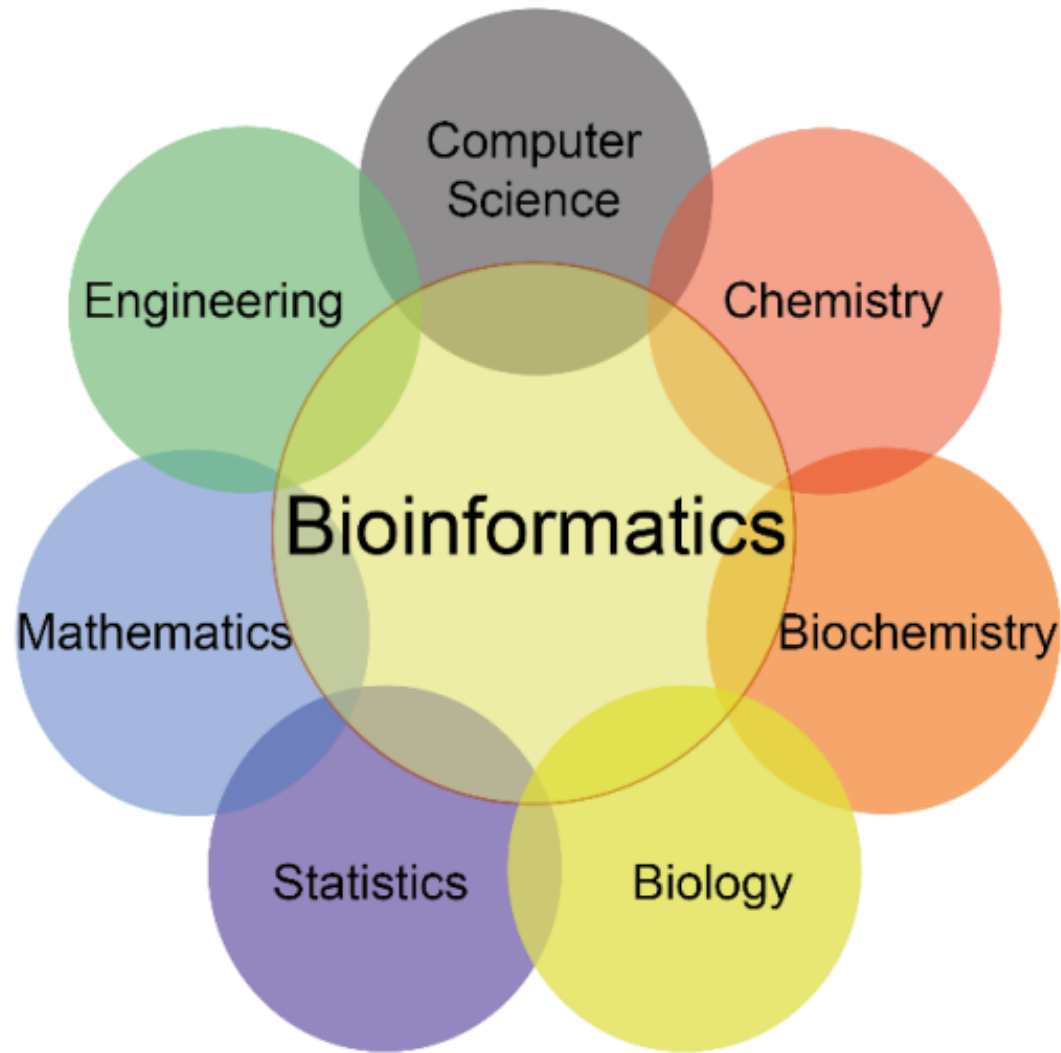 Computer
Science
Engineering
Chemistry
Bioinformatics
Mathematics
Biochemistry
Statistics
Biology